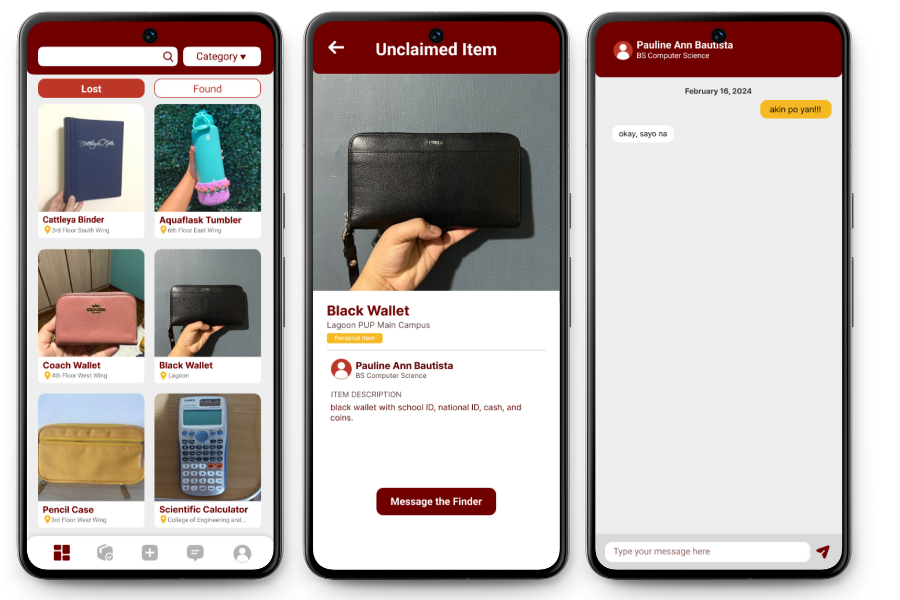 Category ▾
Lost
Found
Cattleya Binder
3rd Floor South Wing
Aquaflask Tumbler
6th Floor East Wing
COACH
Coach Wallet
4th Floor West Wing
Black Wallet
Lagoon
Pencil Case
3rd Floor West Wing
Scientific Calculator
College of Engineering and...
Unclaimed Item
FURLA
Black Wallet
Lagoon PUP Main Campus
Personal Item
Pauline Ann Bautista
BS Computer Science
ITEM DESCRIPTION
black wallet with school ID, national ID, cash, and
coins.
Message the Finder
Pauline Ann Bautista
BS Computer Science
February 16, 2024
akin po yan!!!
okay, sayo na
Type your message here